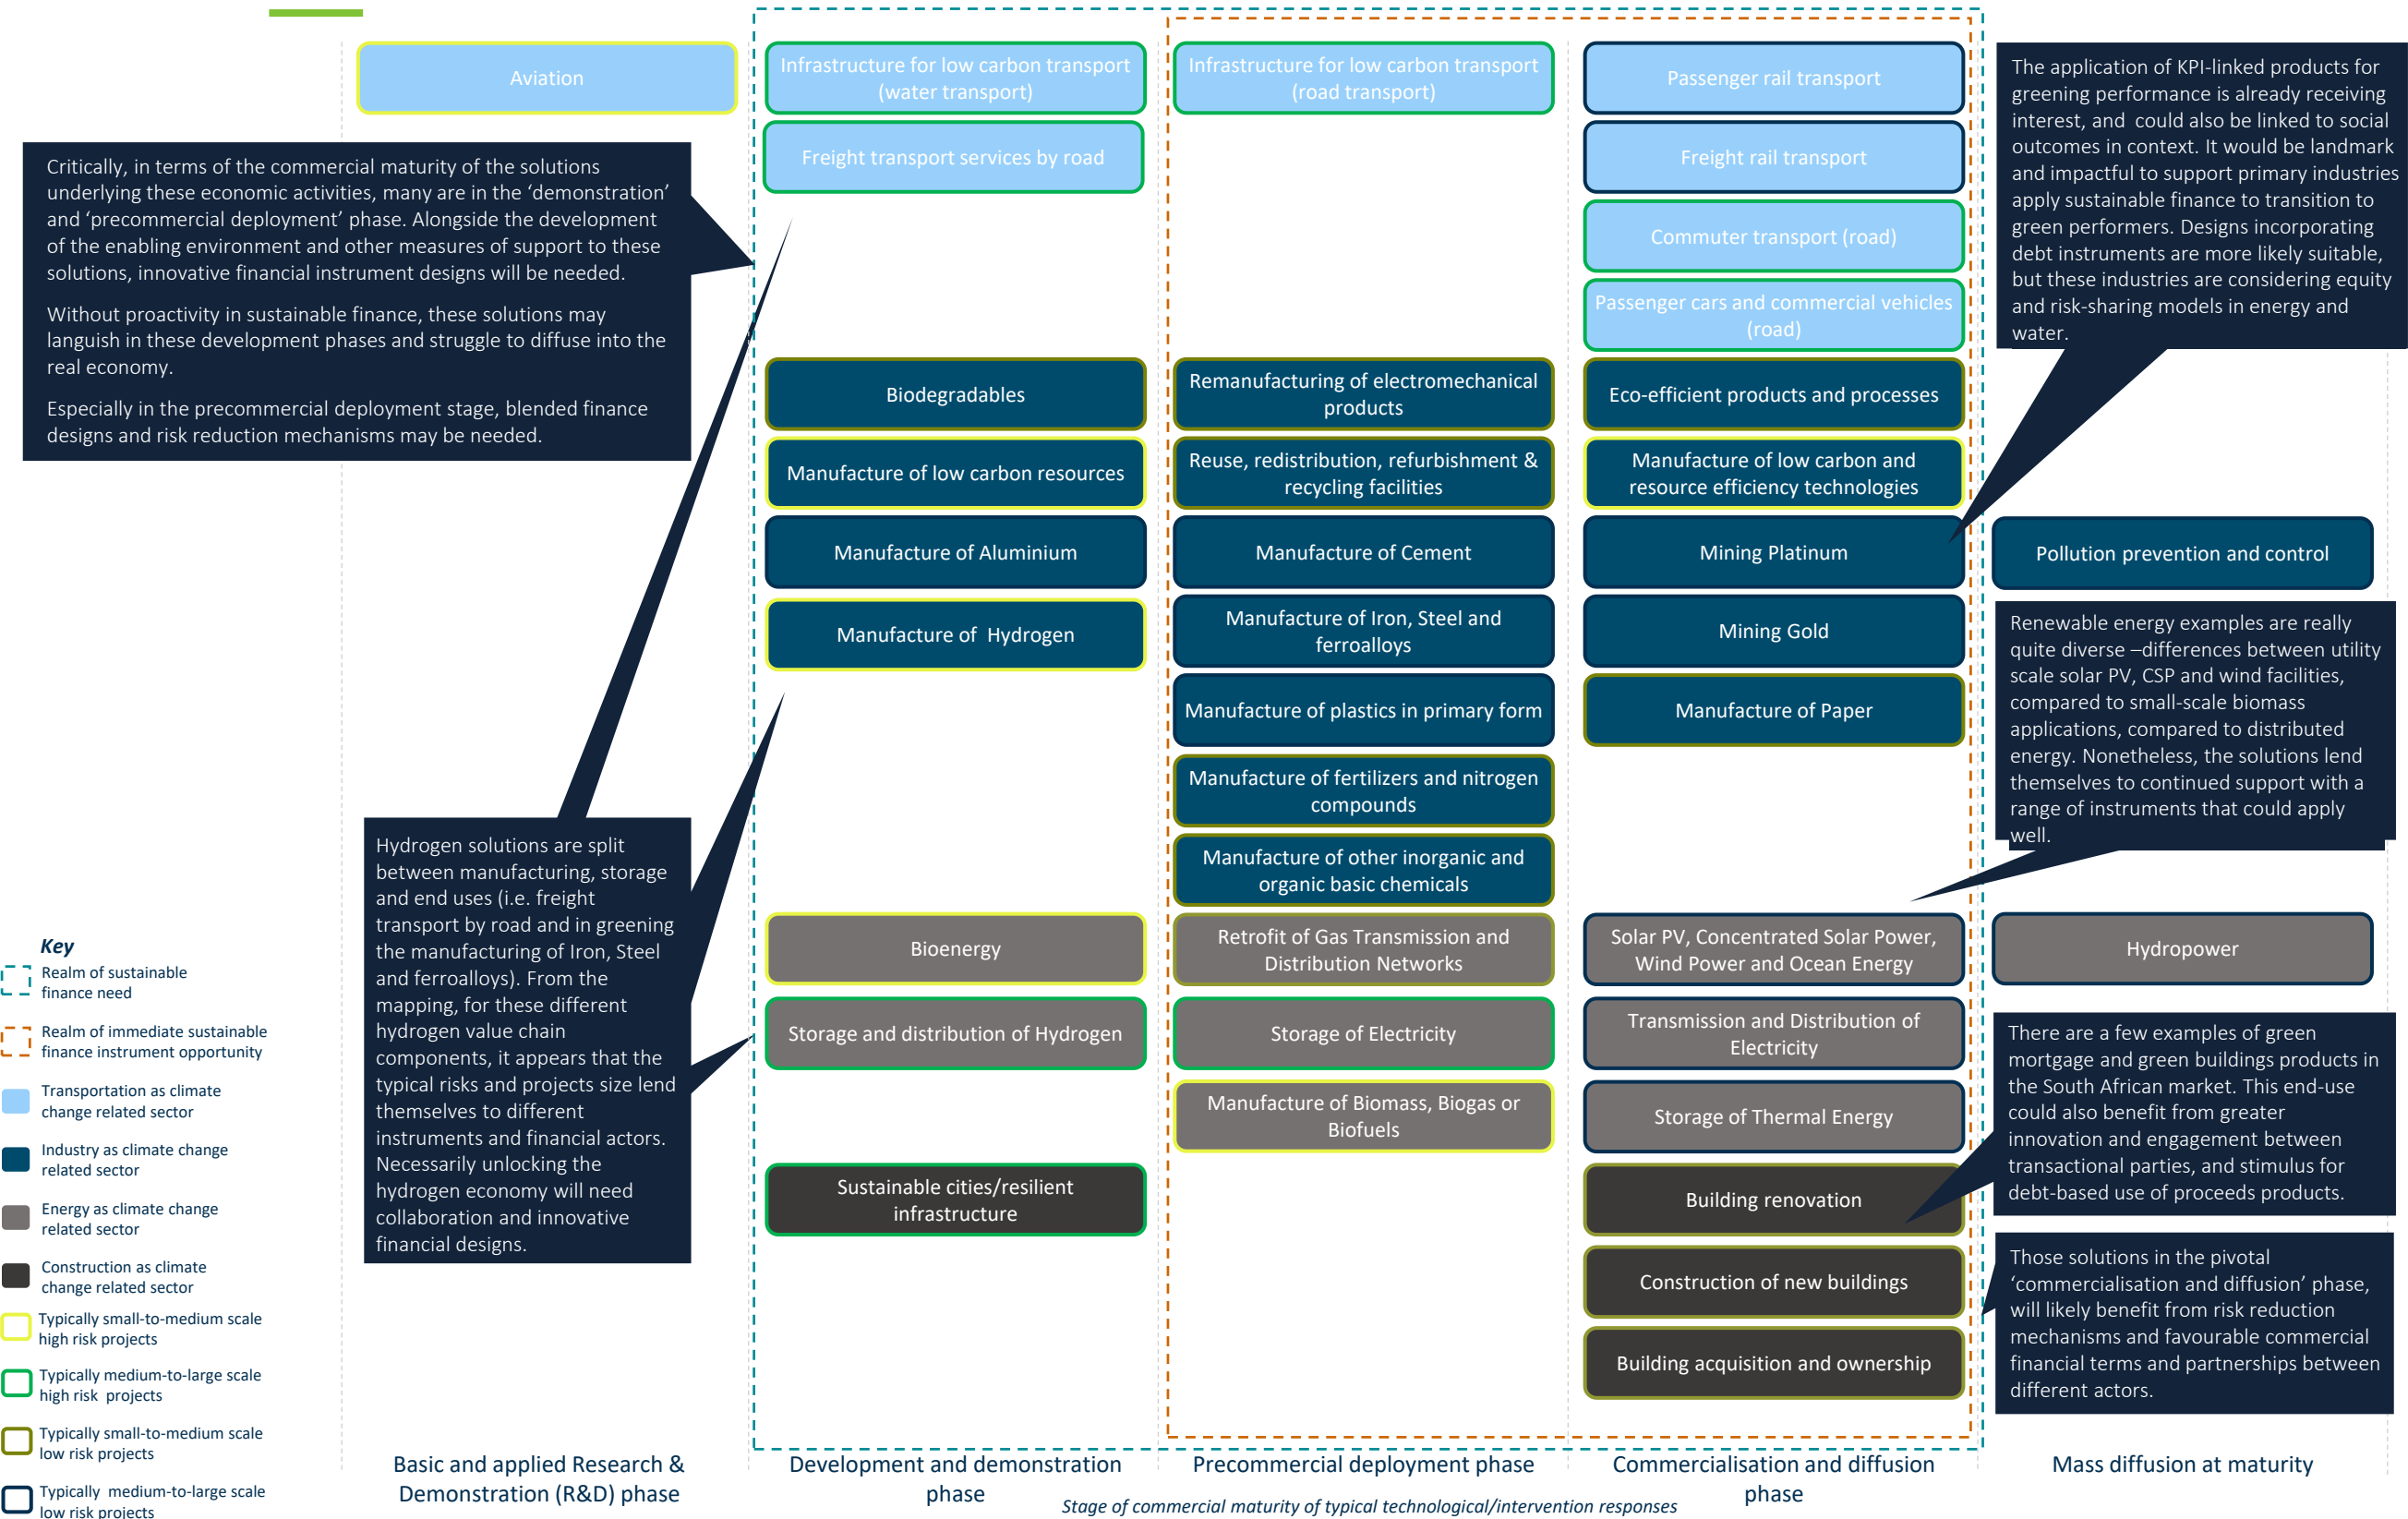 Aviation
Infrastructure for low carbon transport
(water transport)
Infrastructure for low carbon transport
(road transport)
Passenger rail transport
The application of KPI-linked products for
greening performance is already receiving
interest, and could also be linked to social
outcomes in context. It would be landmark
and impactful to support primary industries
apply sustainable finance to transition to
green performers. Designs incorporating
debt instruments are more likely suitable,
but these industries are considering equity
and risk-sharing models in energy and
water.
Critically, in terms of the commercial maturity of the solutions
underlying these economic activities, many are in the ‘demonstration’
and ‘precommercial deployment’ phase. Alongside the development
of the enabling environment and other measures of support to these
solutions, innovative financial instrument designs will be needed.
Without proactivity in sustainable finance, these solutions may
languish in these development phases and struggle to diffuse into the
real economy.
Especially in the precommercial deployment stage, blended finance
designs and risk reduction mechanisms may be needed.
Freight transport services by road
Freight rail transport
Commuter transport (road)
Passenger cars and commercial vehicles
(road)
Biodegradables
Remanufacturing of electromechanical
products
Eco-efficient products and processes
Manufacture of low carbon resources
Reuse, redistribution, refurbishment &
recycling facilities
Manufacture of low carbon and
resource efficiency technologies
Manufacture of Aluminium
Manufacture of Cement
Mining Platinum
Pollution prevention and control
Manufacture of Hydrogen
Manufacture of Iron, Steel and
ferroalloys
Mining Gold
Renewable energy examples are really
quite diverse –differences between utility
scale solar PV, CSP and wind facilities,
compared to small-scale biomass
applications, compared to distributed
energy. Nonetheless, the solutions lend
themselves to continued support with a
range of instruments that could apply
well.
Manufacture of plastics in primary form
Manufacture of Paper
Manufacture of fertilizers and nitrogen
compounds
Manufacture of other inorganic and
organic basic chemicals
Hydrogen solutions are split
between manufacturing, storage
and end uses (i.e. freight
transport by road and in greening
the manufacturing of Iron, Steel
and ferroalloys). From the
mapping, for these different
hydrogen value chain
components, it appears that the
typical risks and projects size lend
themselves to different
instruments and financial actors.
Necessarily unlocking the
hydrogen economy will need
collaboration and innovative
financial designs.
Bioenergy
Retrofit of Gas Transmission and
Distribution Networks
Solar PV, Concentrated Solar Power,
Wind Power and Ocean Energy
Hydropower
Storage and distribution of Hydrogen
Storage of Electricity
Transmission and Distribution of
Electricity
There are a few examples of green
mortgage and green buildings products in
the South African market. This end-use
could also benefit from greater
innovation and engagement between
transactional parties, and stimulus for
debt-based use of proceeds products.
Manufacture of Biomass, Biogas or
Biofuels
Storage of Thermal Energy
Sustainable cities/resilient
infrastructure
Building renovation
Construction of new buildings
Building acquisition and ownership
Those solutions in the pivotal
‘commercialisation and diffusion’ phase,
will likely benefit from risk reduction
mechanisms and favourable commercial
financial terms and partnerships between
different actors.
Key
Realm of sustainable
finance need
Realm of immediate sustainable
finance instrument opportunity
Transportation as climate
change related sector
Industry as climate change
related sector
Energy as climate change
related sector
Construction as climate
change related sector
Typically small-to-medium scale
high risk projects
Typically medium-to-large scale
high risk projects
Typically small-to-medium scale
low risk projects
Typically medium-to-large scale
low risk projects
Basic and applied Research &
Demonstration (R&D) phase
Development and demonstration
phase
Precommercial deployment phase
Commercialisation and diffusion
phase
Mass diffusion at maturity
Stage of commercial maturity of typical technological/intervention responses